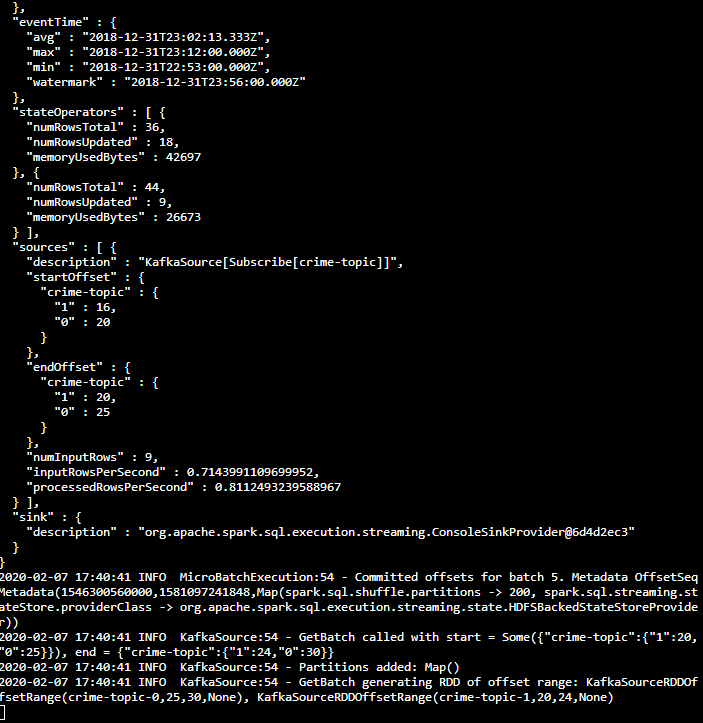 },
  "eventTime" : {
    "avg" : "2018-12-31T23:02:13.333Z",
    "max" : "2018-12-31T23:12:00.000Z",
    "min" : "2018-12-31T22:53:00.000Z",
    "watermark" : "2018-12-31T23:56:00.000Z"
  },
  "stateOperators" : [ {
    "numRowsTotal" : 36,
    "numRowsUpdated" : 18,
    "memoryUsedBytes" : 42697
  }, {
    "numRowsTotal" : 44,
    "numRowsUpdated" : 9,
    "memoryUsedBytes" : 26673
  } ],
  "sources" : [ {
    "description" : "KafkaSource[Subscribe[crime-topic]]",
    "startOffset" : {
      "crime-topic" : {
        "1" : 16,
        "0" : 20
      }
    },
    "endOffset" : {
      "crime-topic" : {
        "1" : 20,
        "0" : 25
      }
    },
    "numInputRows" : 9,
    "inputRowsPerSecond" : 0.7143991109699952,
    "processedRowsPerSecond" : 0.8112493239588967
  } ],
  "sink" : {
    "description" : "org.apache.spark.sql.execution.streaming.ConsoleSinkProvider@6d4d2ec3"
  }
}
2020-02-07 17:40:41 INFO  MicroBatchExecution:54 - Committed offsets for batch 5. Metadata OffsetSeq
Metadata(1546300560000,1581097241848,Map(spark.sql.shuffle.partitions -> 200, spark.sql.streaming.st
ateStore.providerClass -> org.apache.spark.sql.execution.streaming.state.HDFSBackedStateStoreProvide
r))
2020-02-07 17:40:41 INFO  KafkaSource:54 - GetBatch called with start = Some({"crime-topic":{"1":20,
"0":25}}), end = {"crime-topic":{"1":24,"0":30}}
2020-02-07 17:40:41 INFO  KafkaSource:54 - Partitions added: Map()
2020-02-07 17:40:41 INFO  KafkaSource:54 - GetBatch generating RDD of offset range: KafkaSourceRDDOf
ffsetRange(crime-topic-0,25,30,None), KafkaSourceRDDOffsetRange(crime-topic-1,20,24,None)